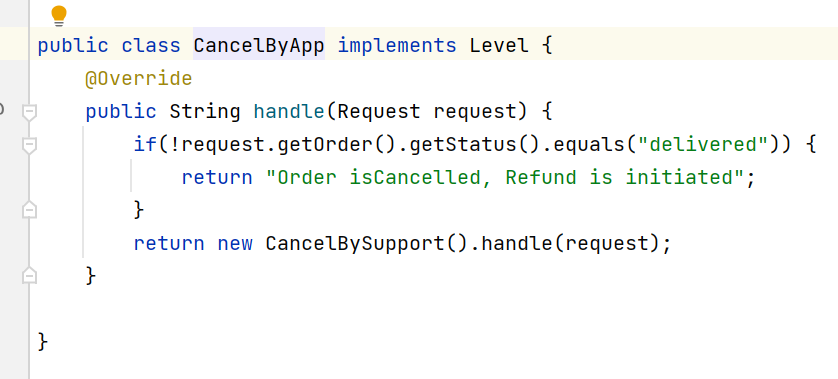 public class CancelByApp implements Level {
@Override
public String handle(Request request) {
if(!request.getOrder().getStatus().equals("delivered")) {
return "Order isCancelled, Refund is initiated";
}
return new CancelBySupport().handle(request);
}
}